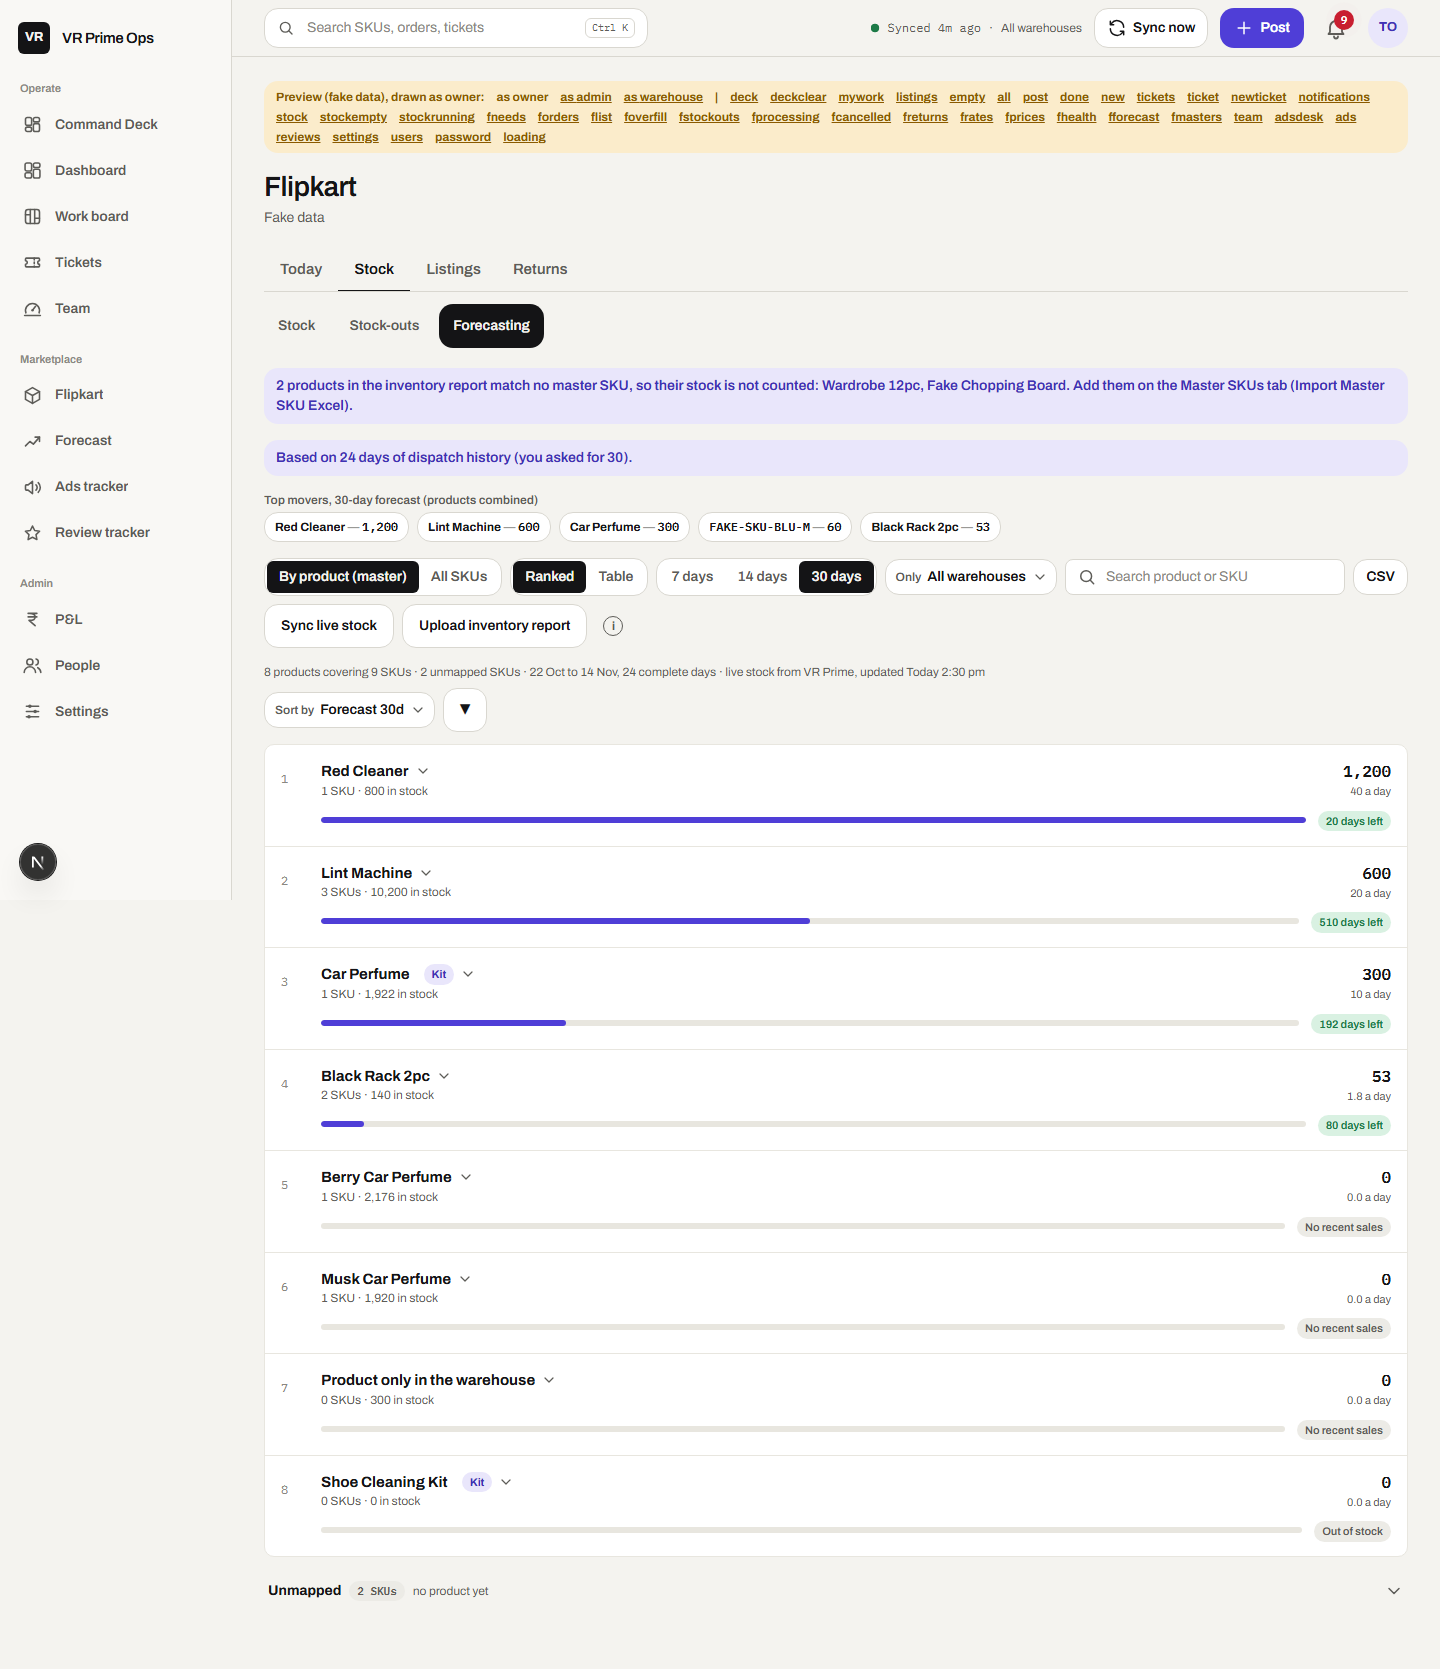 VR
VR Prime Ops
Operate
Command Deck
Dashboard
Work board
Tickets
Team
Marketplace
Flipkart
Forecast
Ads tracker
Review tracker
Admin
P&L
People
Settings
N
Search SKUs, orders, tickets
Ctrl K
Synced 4m ago · All warehouses
Sync now
Post
9
TO
Preview (fake data), drawn as owner: as owner as admin as warehouse | deck deckclear mywork listings empty all post done new tickets ticket newticket notifications
stock stockempty stockrunning fneeds forders flist foverfill fstockouts fprocessing fcancelled freturns frates fprices fhealth fforecast fmasters team adsdesk ads
reviews settings users password loading
Flipkart
Fake data
Today Stock Listings Returns
Stock Stock-outs Forecasting
2 products in the inventory report match no master SKU, so their stock is not counted: Wardrobe 12pc, Fake Chopping Board. Add them on the Master SKUs tab (Import Master
SKU Excel).
Based on 24 days of dispatch history (you asked for 30).
Top movers, 30-day forecast (products combined)
Red Cleaner — 1,200 Lint Machine — 600 Car Perfume — 300 FAKE-SKU-BLU-M — 60 Black Rack 2pc — 53
By product (master) All SKUs Ranked Table 7 days 14 days 30 days Only All warehouses Search product or SKU CSV
Sync live stock Upload inventory report i
8 products covering 9 SKUs · 2 unmapped SKUs · 22 Oct to 14 Nov, 24 complete days · live stock from VR Prime, updated Today 2:30 pm
Sort by Forecast 30d ▼
1 Red Cleaner 1,200
1 SKU · 800 in stock 40 a day
20 days left
2 Lint Machine 600
3 SKUs · 10,200 in stock 20 a day
510 days left
3 Car Perfume Kit 300
1 SKU · 1,922 in stock 10 a day
192 days left
4 Black Rack 2pc 53
2 SKUs · 140 in stock 1.8 a day
80 days left
5 Berry Car Perfume 0
1 SKU · 2,176 in stock 0.0 a day
No recent sales
6 Musk Car Perfume 0
1 SKU · 1,920 in stock 0.0 a day
No recent sales
7 Product only in the warehouse 0
0 SKUs · 300 in stock 0.0 a day
No recent sales
8 Shoe Cleaning Kit Kit 0
0 SKUs · 0 in stock 0.0 a day
Out of stock
Unmapped 2 SKUs no product yet